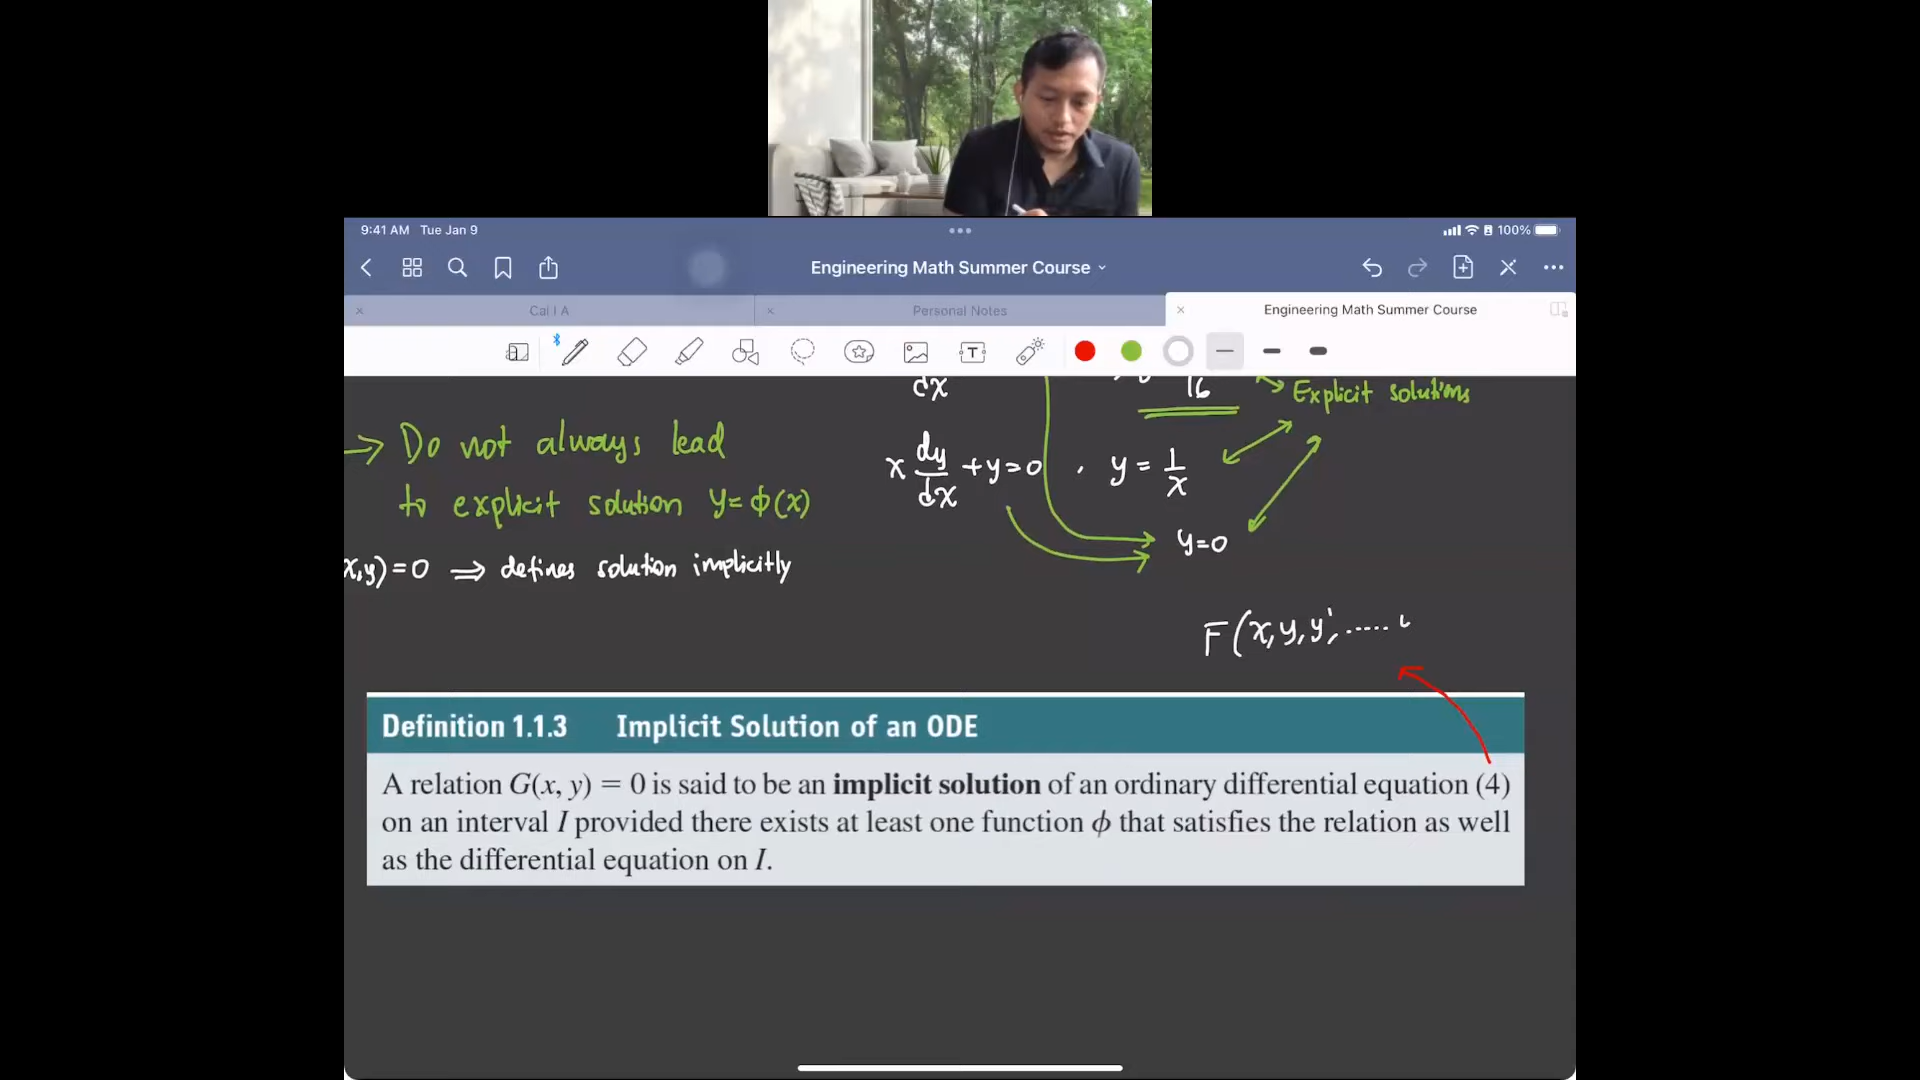 9:41 AM Tue Jan 9
100%
Engineering Math Summer Course
Cal I A
Personal Notes
Engineering Math Summer Course
T
dx
16
Explicit solutions
→ Do not always lead
to explicit solution y = ϕ(x)
x,y) = 0 ⇒ defines solution implicitly
x dy/dx + y = 0 , y = 1/x
y=0
F(x,y,y',.....
Definition 1.1.3 Implicit Solution of an ODE
A relation G(x, y) = 0 is said to be an implicit solution of an ordinary differential equation (4)
on an interval I provided there exists at least one function ϕ that satisfies the relation as well
as the differential equation on I.